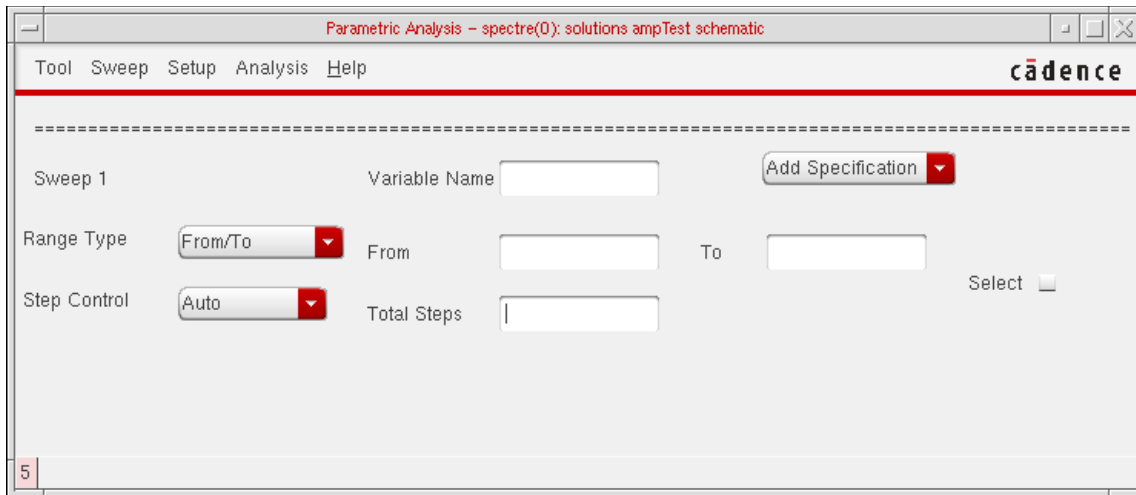 Parametric Analysis – spectre(0): solutions ampTest schematic
Tool Sweep Setup Analysis Help
cādence
==================================================================================================
Sweep 1 Variable Name Add Specification
Range Type From/To From To
Select
Step Control Auto Total Steps
5